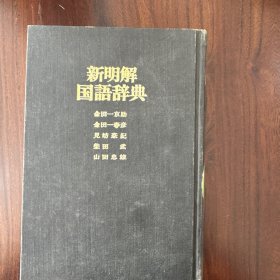 新明解
国語辞典
金田一京助
金田一春彦
見坊豪紀
柴田 武
山田忠雄